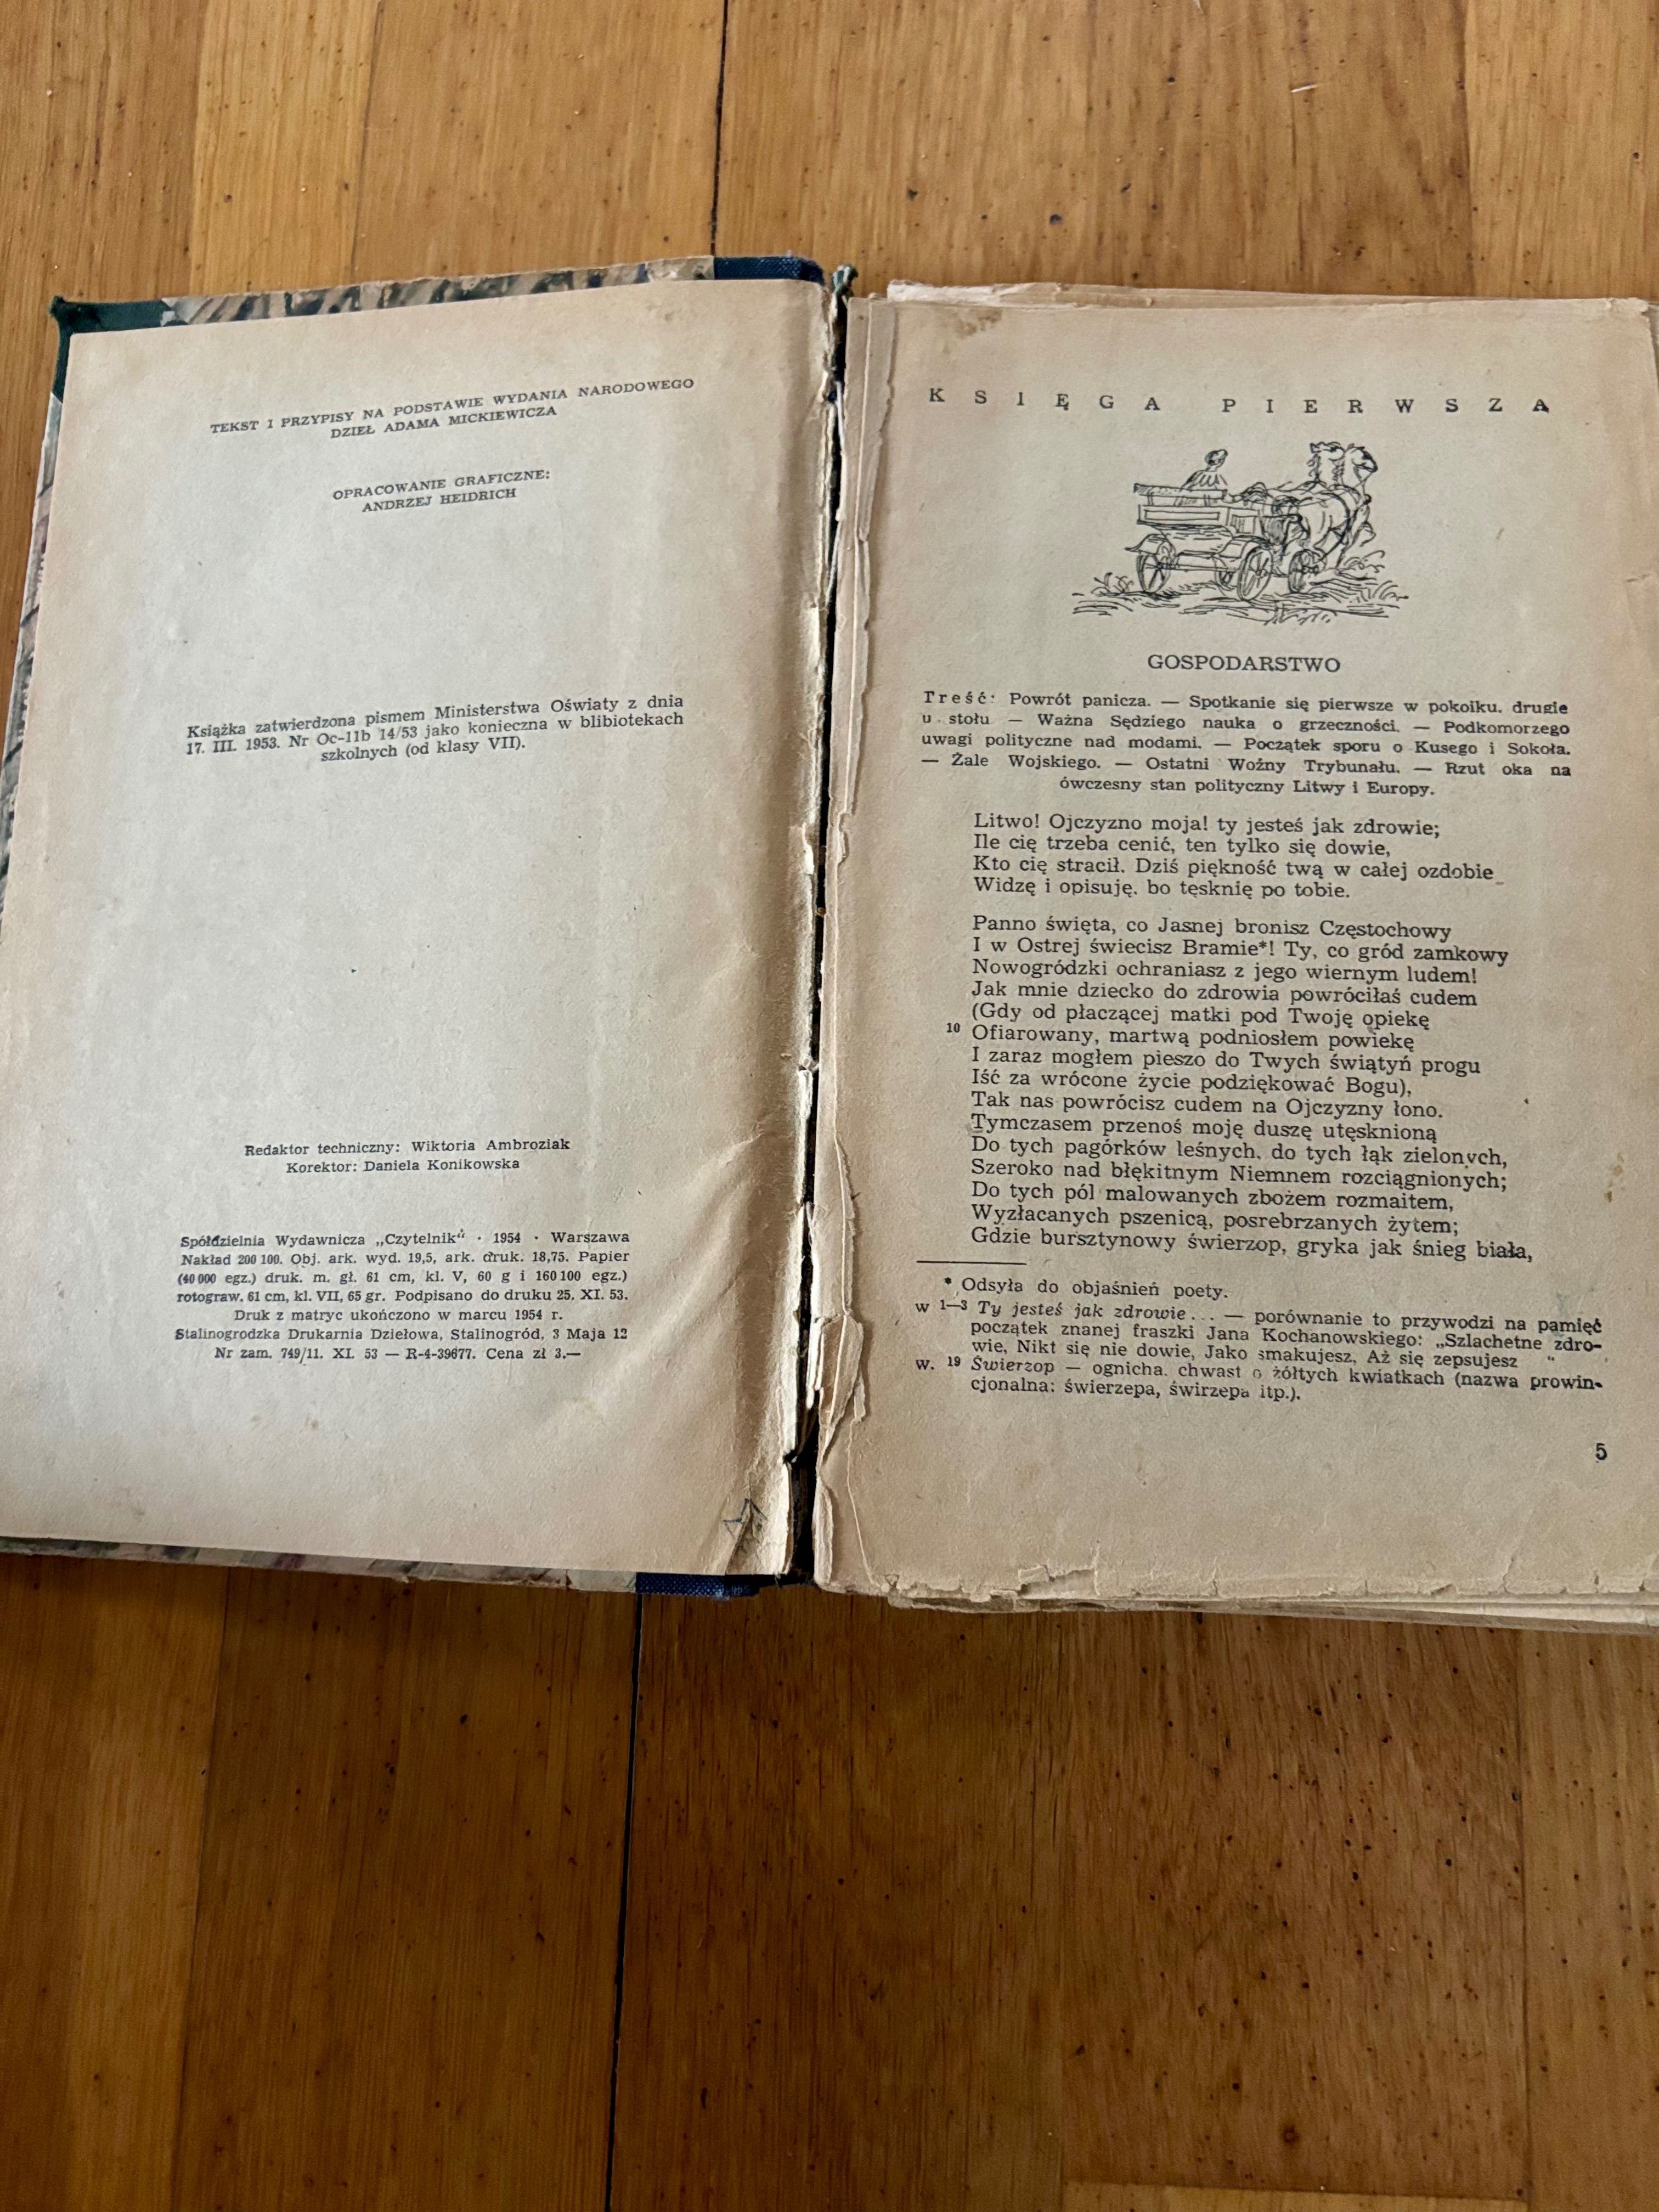 TEKST I PRZYPISY NA PODSTAWIE WYDANIA NARODOWEGO
DZIEŁ ADAMA MICKIEWICZA
OPRACOWANIE GRAFICZNE:
ANDRZEJ HEIDRICH
Książka zatwierdzona pismem Ministerstwa Oświaty z dnia
17. III. 1953. Nr Oc-11b 14/53 jako konieczna w blibiotekach
szkolnych (od klasy VII).
Redaktor techniczny: Wiktoria Ambroziak
Korektor: Daniela Konikowska
Spółdzielnia Wydawnicza „Czytelnik“ · 1954 · Warszawa
Nakład 200 100. Obj. ark. wyd. 19,5, ark. druk. 18,75. Papier
(40 000 egz.) druk. m. gł. 61 cm, kl. V, 60 g i 160 100 egz.)
rotograw. 61 cm, kl. VII, 65 gr. Podpisano do druku 25. XI. 53.
Druk z matryc ukończono w marcu 1954 r.
Stalinogrodzka Drukarnia Dziełowa, Stalinogród, 3 Maja 12
Nr zam. 749/11. XI. 53 — R-4-39677. Cena zł 3.—
KSIĘGA PIERWSZA
GOSPODARSTWO
Treść: Powrót panicza. — Spotkanie się pierwsze w pokoiku, drugie
u stołu — Ważna Sędziego nauka o grzeczności. — Podkomorzego
uwagi polityczne nad modami. — Początek sporu o Kusego i Sokoła.
— Żale Wojskiego. — Ostatni Woźny Trybunału. — Rzut oka na
ówczesny stan polityczny Litwy i Europy.
Litwo! Ojczyzno moja! ty jesteś jak zdrowie;
Ile cię trzeba cenić, ten tylko się dowie,
Kto cię stracił. Dziś piękność twą w całej ozdobie
Widzę i opisuję, bo tęsknię po tobie.
Panno święta, co Jasnej bronisz Częstochowy
I w Ostrej świecisz Bramie*! Ty, co gród zamkowy
Nowogródzki ochraniasz z jego wiernym ludem!
Jak mnie dziecko do zdrowia powróciłaś cudem
(Gdy od płaczącej matki pod Twoję opiekę
10 Ofiarowany, martwą podniosłem powiekę
I zaraz mogłem pieszo do Twych świątyń progu
Iść za wrócone życie podziękować Bogu),
Tak nas powrócisz cudem na Ojczyzny łono.
Tymczasem przenoś moję duszę utęsknioną
Do tych pagórków leśnych, do tych łąk zielonych,
Szeroko nad błękitnym Niemnem rozciągnionych;
Do tych pól malowanych zbożem rozmaitem,
Wyzłacanych pszenicą, posrebrzanych żytem;
Gdzie bursztynowy świerzop, gryka jak śnieg biała,
* Odsyła do objaśnień poety.
w 1—3 Ty jesteś jak zdrowie... — porównanie to przywodzi na pamięć
początek znanej fraszki Jana Kochanowskiego: „Szlachetne zdro-
wie, Nikt się nie dowie, Jako smakujesz, Aż się zepsujesz “
w. 19 Świerzop — ognicha, chwast o żółtych kwiatkach (nazwa prowin-
cjonalna: świerzepa, świrzepa itp.).
5